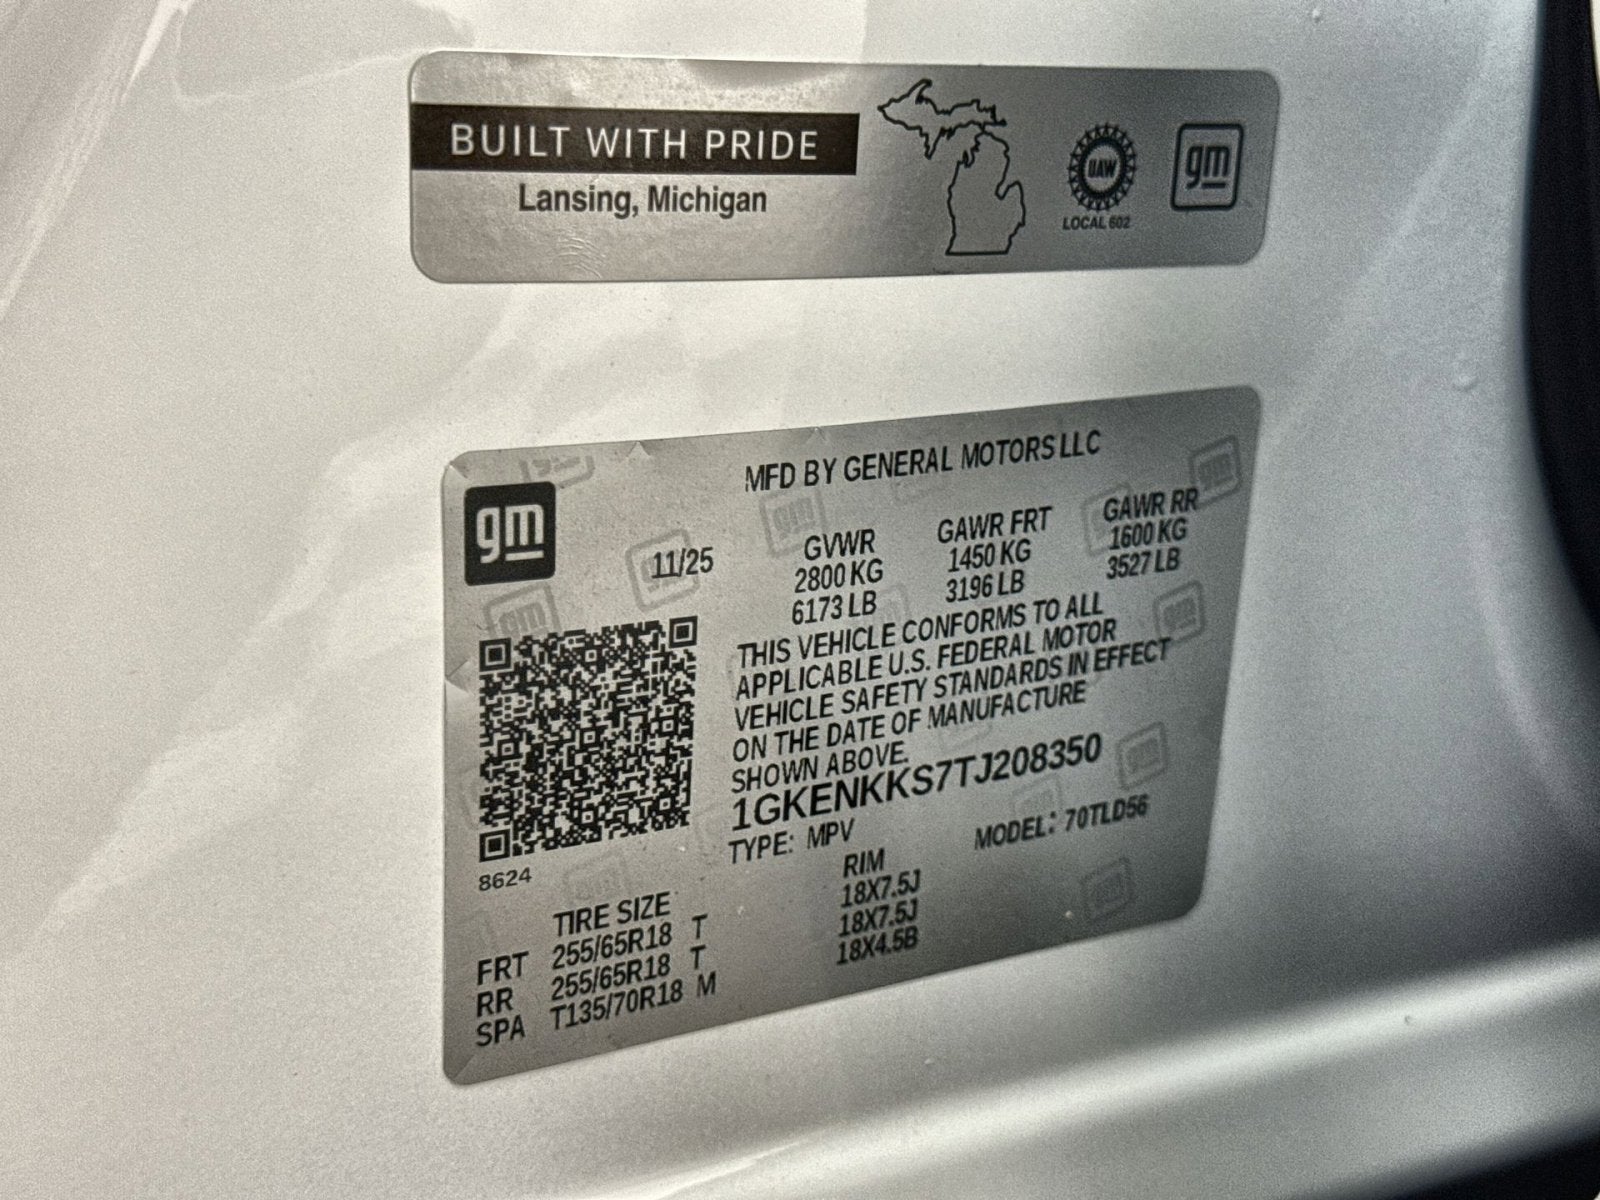 BUILT WITH PRIDE
Lansing, Michigan
UAW
LOCAL 602
gm
MFD BY GENERAL MOTORS LLC
gm
11/25
GVWR GAWR FRT GAWR RR
2800 KG 1450 KG 1600 KG
6173 LB 3196 LB 3527 LB
THIS VEHICLE CONFORMS TO ALL
APPLICABLE U.S. FEDERAL MOTOR
VEHICLE SAFETY STANDARDS IN EFFECT
ON THE DATE OF MANUFACTURE
SHOWN ABOVE.
1GKENKKS7TJ208350
TYPE: MPV MODEL: 70TLD56
8624
TIRE SIZE RIM
FRT 255/65R18 T 18X7.5J
RR 255/65R18 T 18X7.5J
SPA T135/70R18 M 18X4.5B